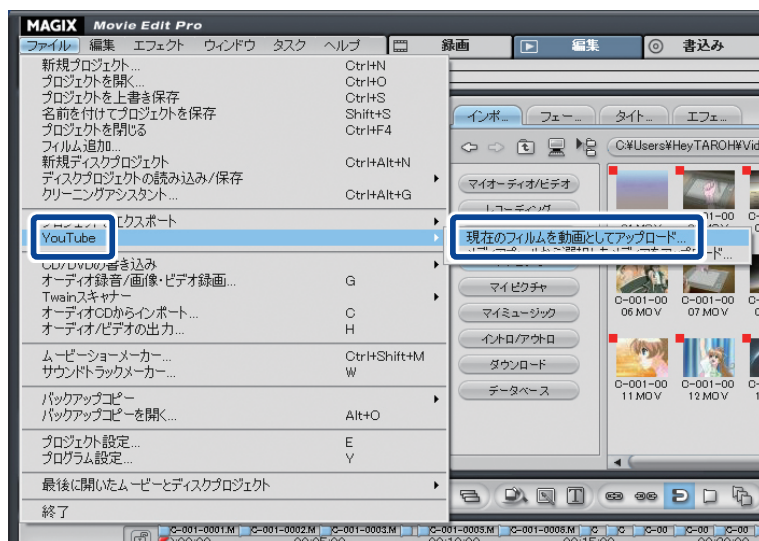 MAGIX Movie Edit Pro
ファイル 編集 エフェクト ウィンドウ タスク ヘルプ 録画 編集 書込み
新規プロジェクト... Ctrl+N
プロジェクトを開く... Ctrl+O
プロジェクトを上書き保存 Ctrl+S
名前を付けてプロジェクトを保存 Shift+S
プロジェクトを閉じる Ctrl+F4
フィルム追加...
新規ディスクプロジェクト Ctrl+Alt+N
ディスクプロジェクトの読み込み/保存
クリーニングアシスタント... Ctrl+Alt+G
エクスポート
YouTube
現在のフィルムを動画としてアップロード...
CD/DVDの書き込み
オーディオ録音/画像・ビデオ録画... G
Twainスキャナー
オーディオCDからインポート... C
オーディオ/ビデオの出力... H
ムービーショーメーカー... Ctrl+Shift+M
サウンドトラックメーカー... W
バックアップコピー
バックアップコピーを開く... Alt+O
プロジェクト設定... E
プログラム設定... Y
最後に開いたムービーとディスクプロジェクト
終了
インポ... フェー... タイト... エフェ...
C:¥Users¥HeyTAROH¥Vid
マイオーディオ/ビデオ
レコーディング
マイピクチャ
マイミュージック
イントロ/アウトロ
ダウンロード
データベース
C-001-00 06 MOV
C-001-00 07 MOV
C-001-00 11 MOV
C-001-00 12 MOV
C-001-0001.M C-001-0002.M C-001-0003.M C-001-0005.M C-001-0008.M C C C-00 C-00 C-00